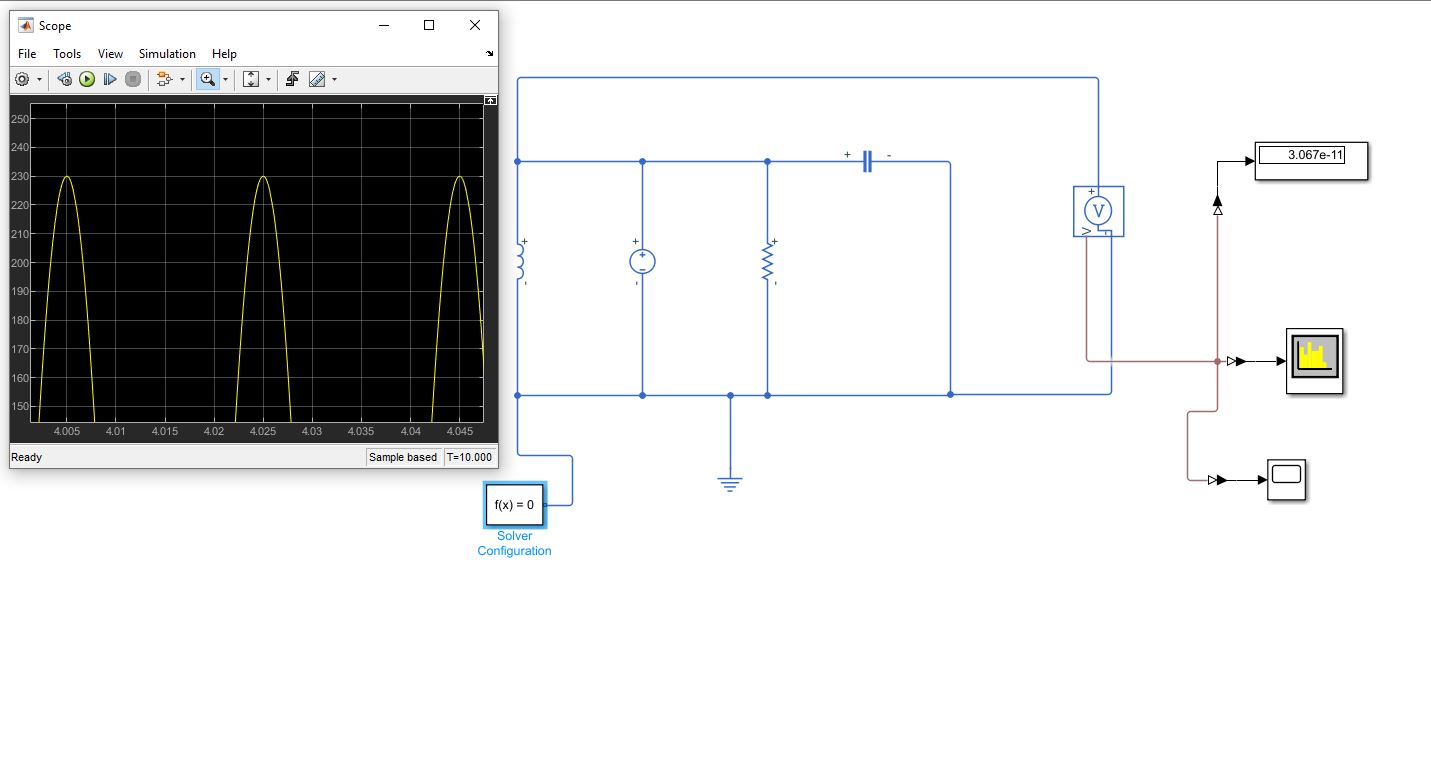 Scope
File Tools View Simulation Help
250
240
230
220
210
200
190
180
170
160
150
4.005 4.01 4.015 4.02 4.025 4.03 4.035 4.04 4.045
Ready
Sample based T=10.000
+ -
+ -
+ -
+ -
+ -
+
V
V
-
3.067e-11
f(x) = 0
Solver
Configuration